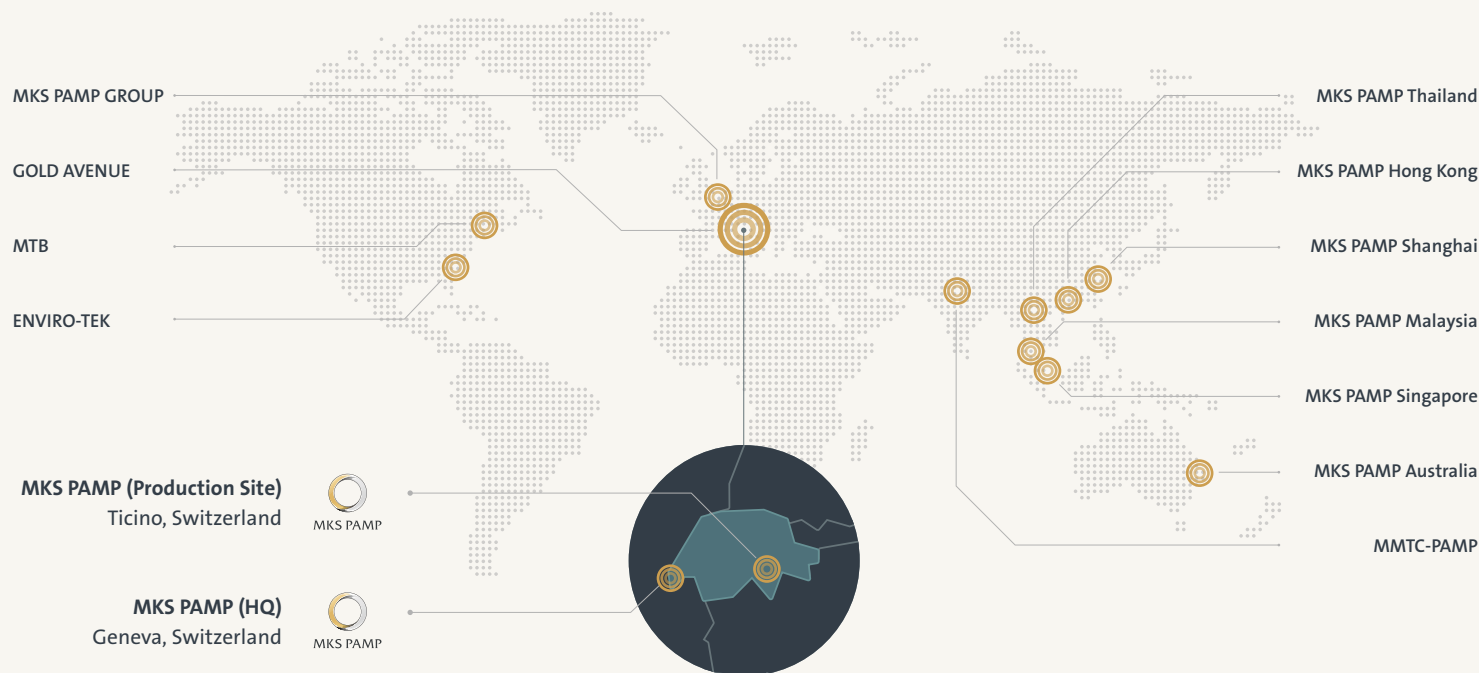 MKS PAMP GROUP
GOLD AVENUE
MTB
ENVIRO-TEK
MKS PAMP Thailand
MKS PAMP Hong Kong
MKS PAMP Shanghai
MKS PAMP Malaysia
MKS PAMP Singapore
MKS PAMP Australia
MMTC-PAMP
MKS PAMP (Production Site)
Ticino, Switzerland
MKS PAMP
MKS PAMP (HQ)
Geneva, Switzerland
MKS PAMP